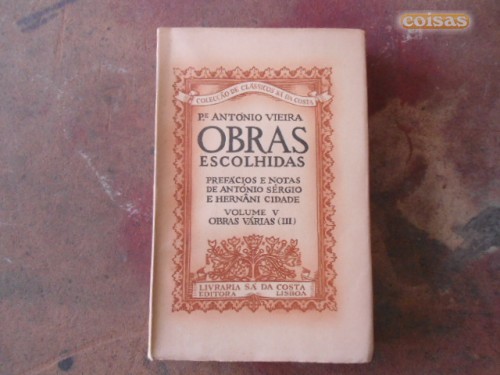 coisas
COLECÇÃO DE CLÁSSICOS SÁ DA COSTA
P.E ANTÓNIO VIEIRA
OBRAS
ESCOLHIDAS
PREFÁCIOS E NOTAS
DE ANTÓNIO SÉRGIO
E HERNÂNI CIDADE
VOLUME V
OBRAS VÁRIAS (III)
LIVRARIA SÁ DA COSTA
EDITORA LISBOA